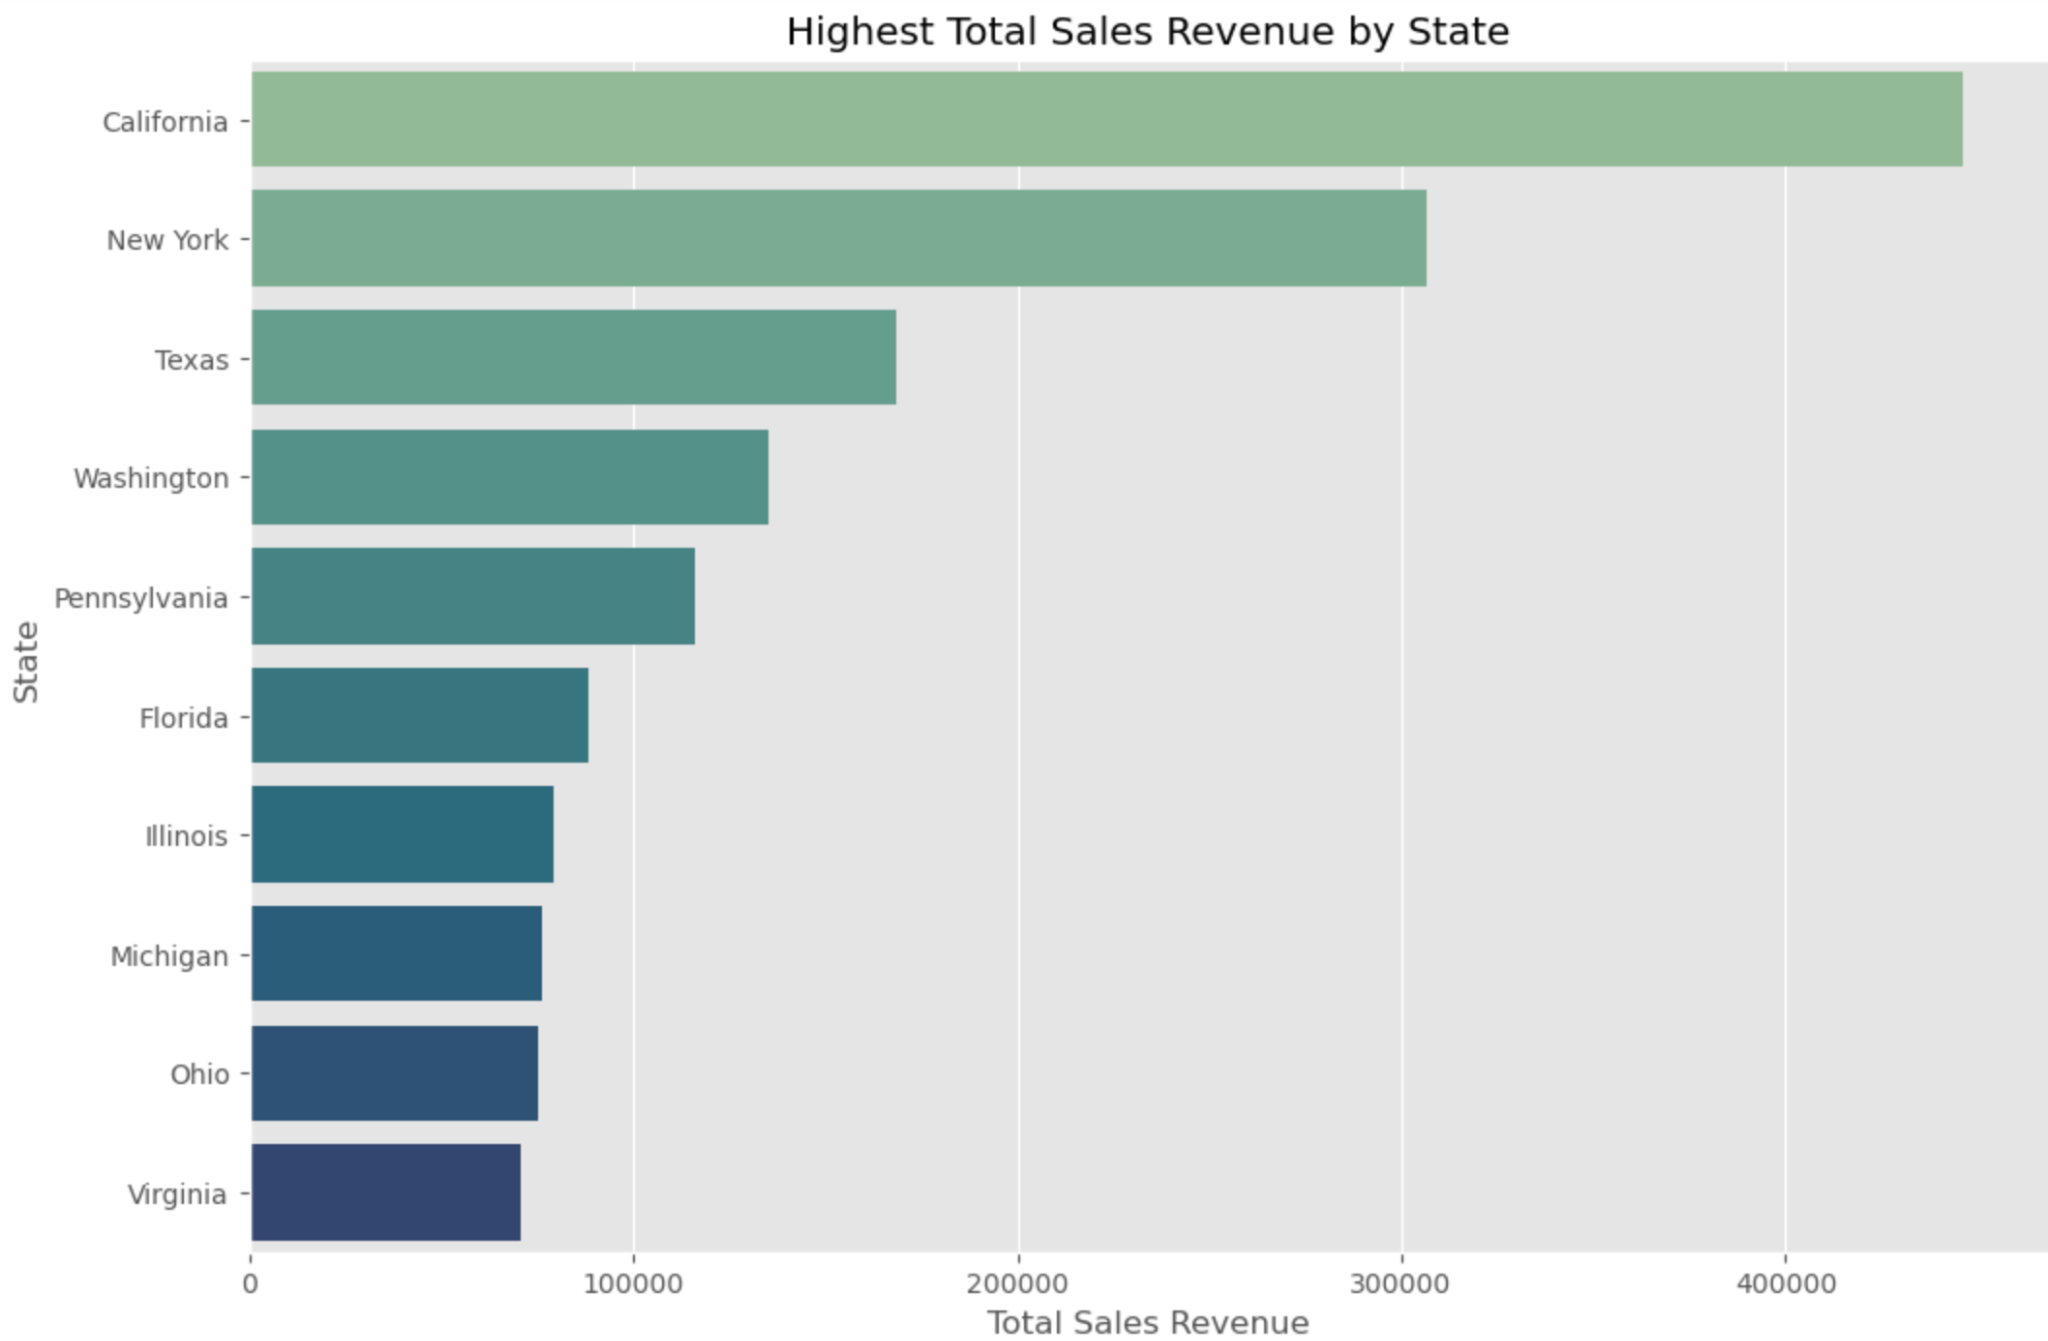 Highest Total Sales Revenue by State
State
California
New York
Texas
Washington
Pennsylvania
Florida
Illinois
Michigan
Ohio
Virginia
0 100000 200000 300000 400000
Total Sales Revenue